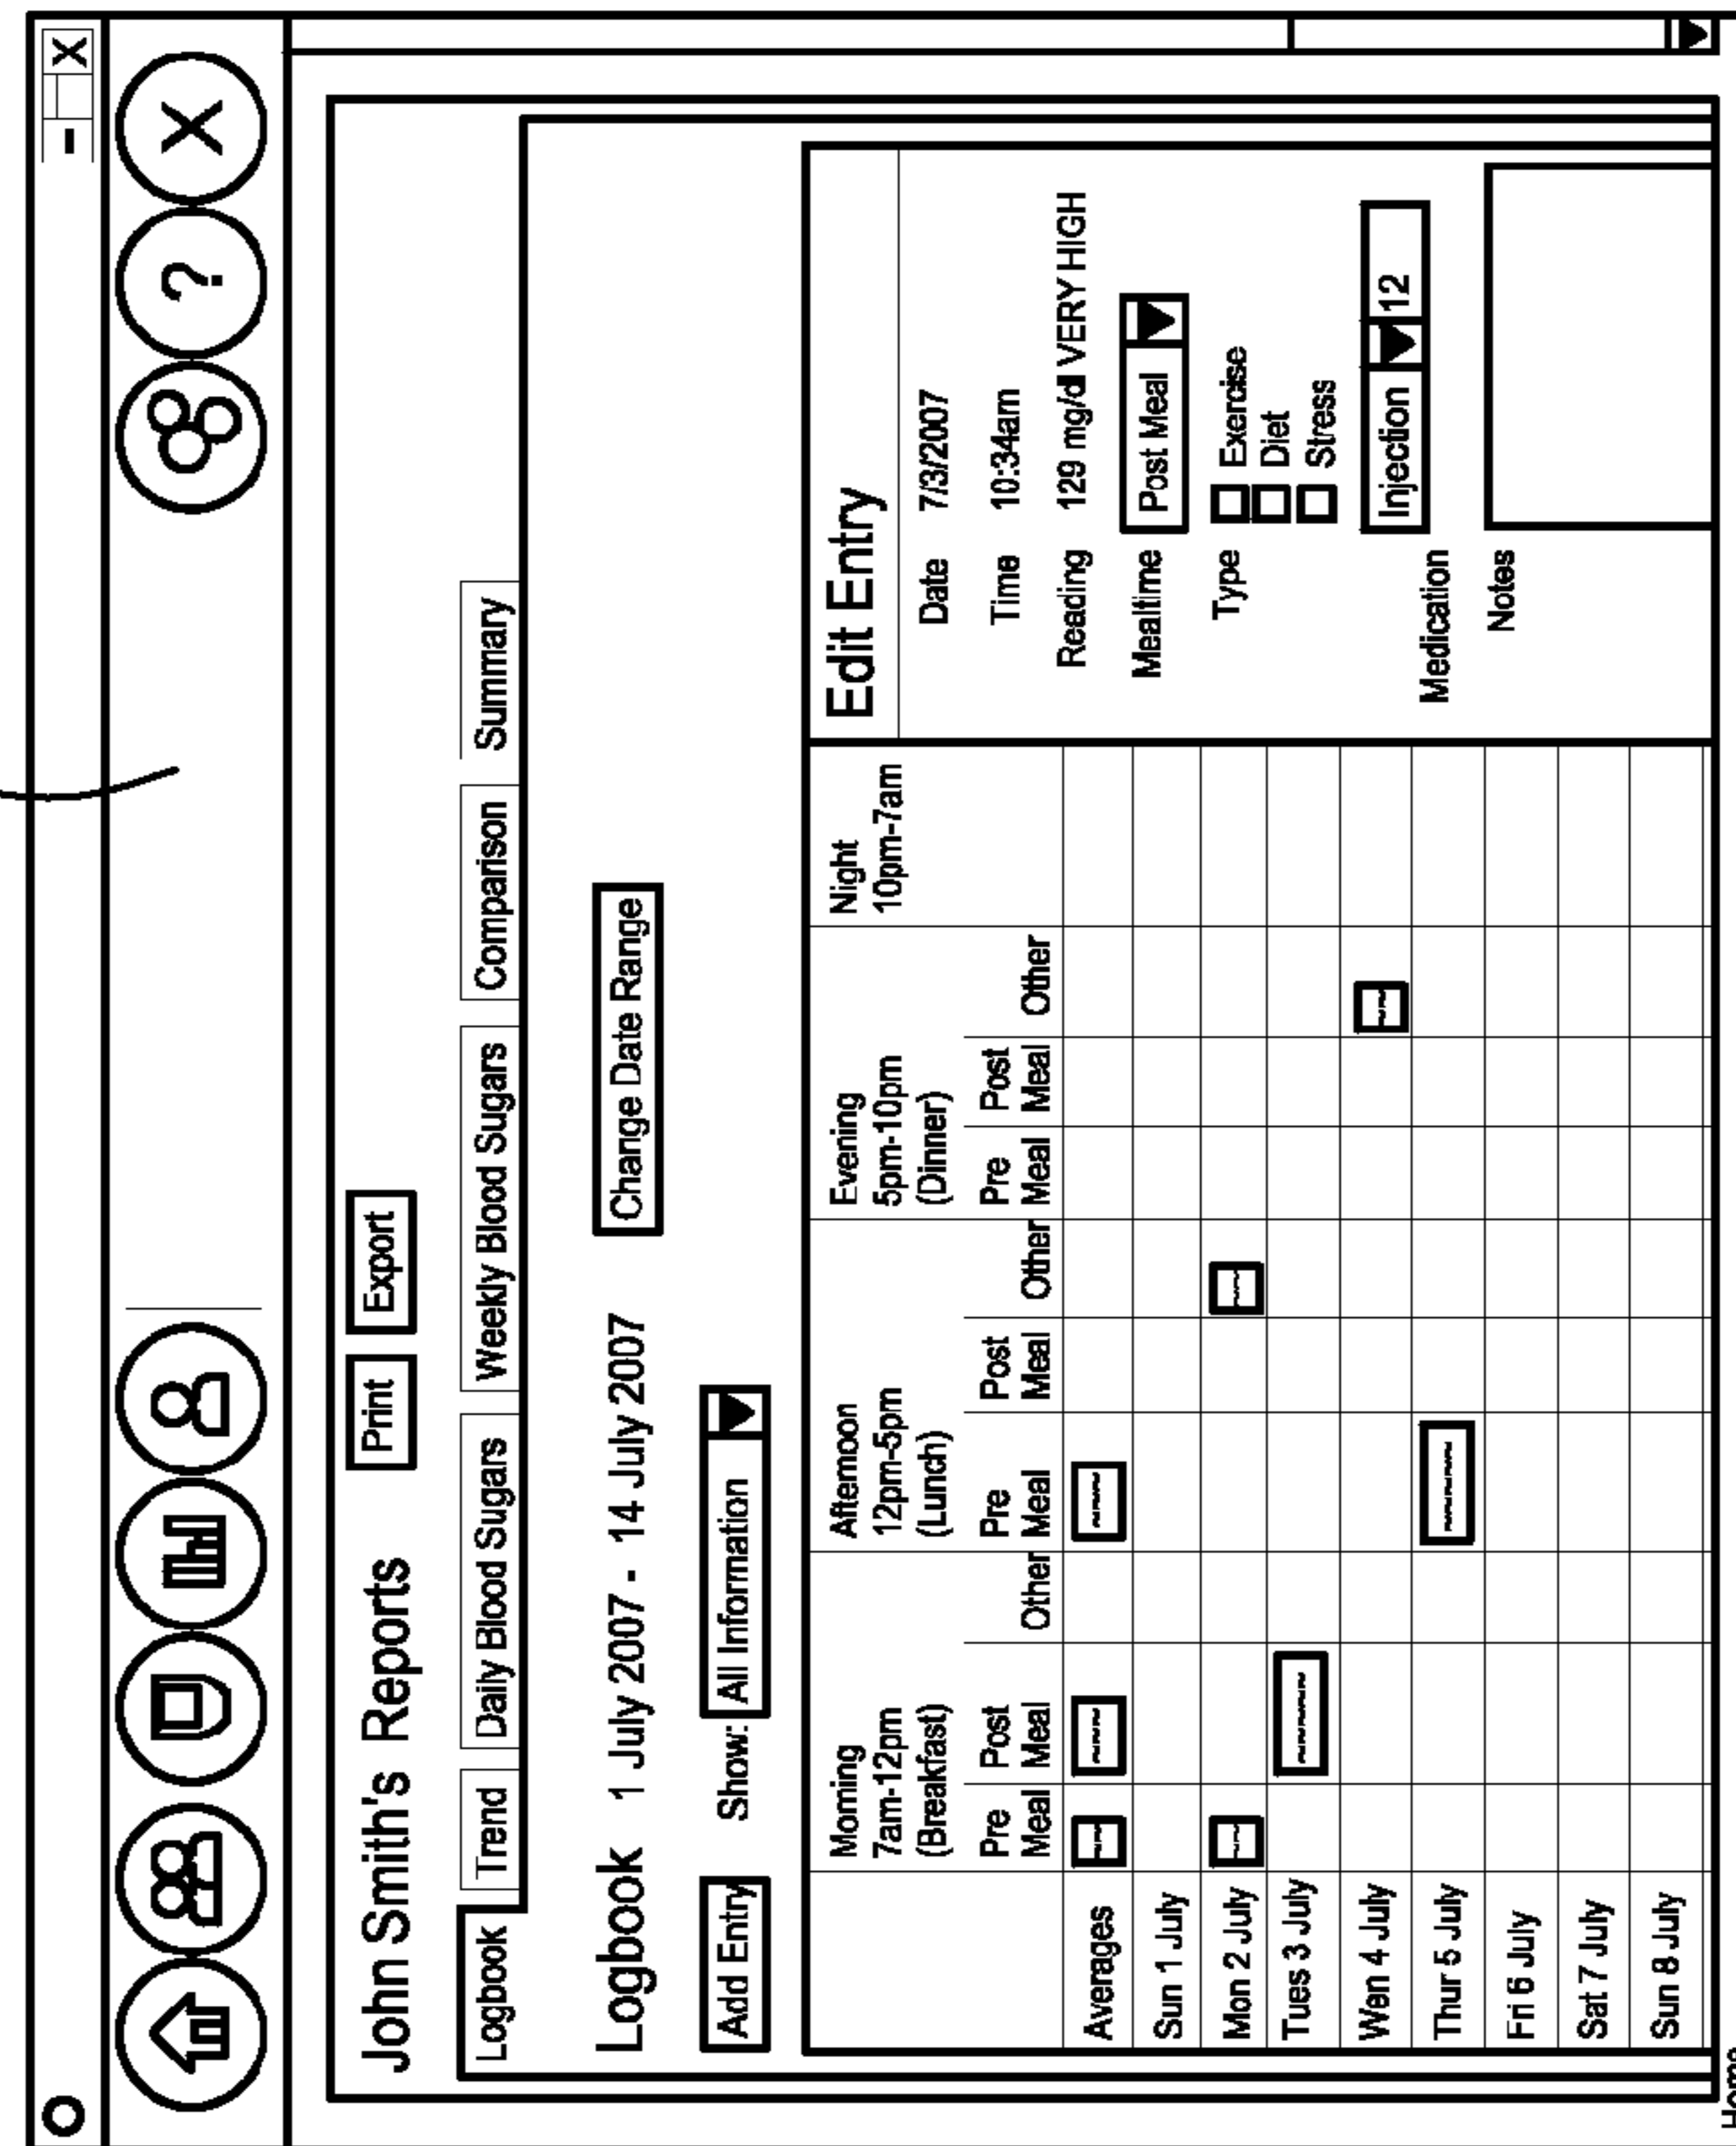 X
? X
John Smith's Reports Print Export
Logbook Trend Daily Blood Sugars Weekly Blood Sugars Comparison Summary
Logbook 1 July 2007 - 14 July 2007 Change Date Range
Add Entry Show: All Information
Morning Afternoon Evening Night
7am-12pm 12pm-5pm 5pm-10pm 10pm-7am
(Breakfast) (Lunch) (Dinner)
Pre Post Pre Post Pre Post
Meal Meal Other Meal Meal Other Meal Meal Other
Averages
Sun 1 July
Mon 2 July
Tues 3 July
Wen 4 July
Thur 5 July
Fri 6 July
Sat 7 July
Sun 8 July
Edit Entry
Date 7/3/2007
Time 10:34am
Reading 129 mg/dl VERY HIGH
Mealtime Post Meal
Type Exercise
Diet
Stress
Injection 12
Medication
Notes
Home